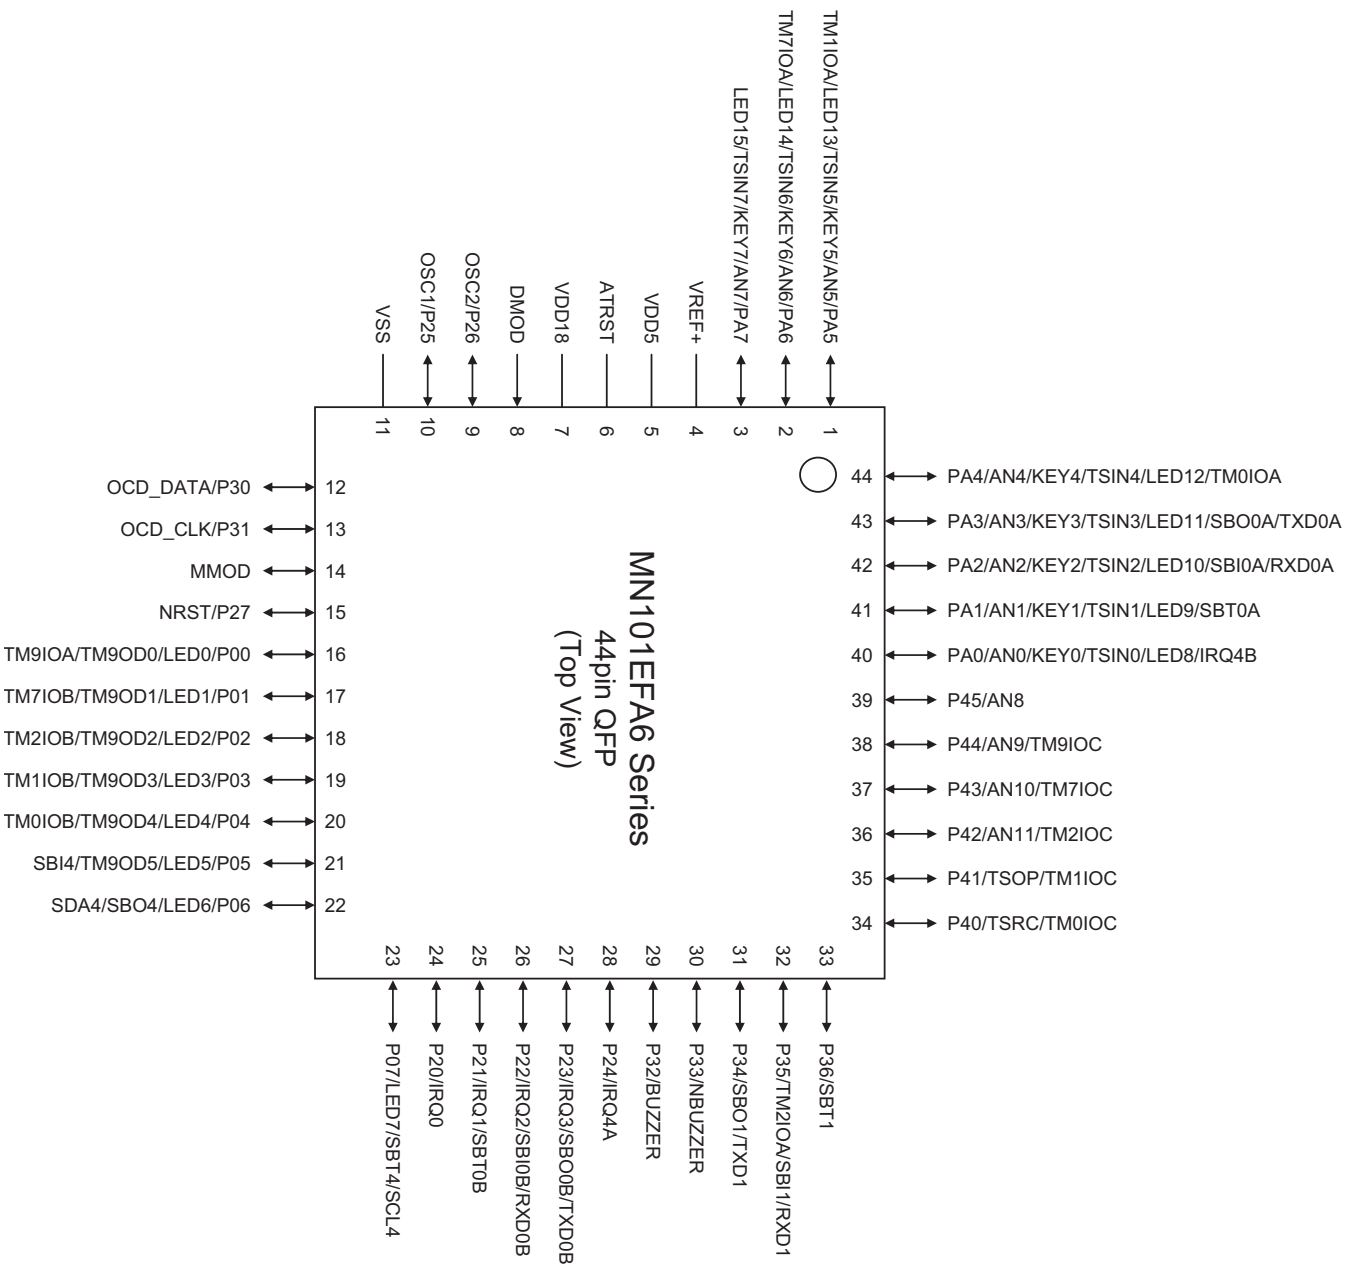 TM1IOA/LED13/TSIN5/KEY5/AN5/PA5
TM7IOA/LED14/TSIN6/KEY6/AN6/PA6
LED15/TSIN7/KEY7/AN7/PA7
VREF+
VDD5
ATRST
VDD18
DMOD
OSC2/P26
OSC1/P25
VSS
11
10
9
8
7
6
5
4
3
2
1
OCD_DATA/P30 12
OCD_CLK/P31 13
MMOD 14
NRST/P27 15
TM9IOA/TM9OD0/LED0/P00 16
TM7IOB/TM9OD1/LED1/P01 17
TM2IOB/TM9OD2/LED2/P02 18
TM1IOB/TM9OD3/LED3/P03 19
TM0IOB/TM9OD4/LED4/P04 20
SBI4/TM9OD5/LED5/P05 21
SDA4/SBO4/LED6/P06 22
MN101EFA6 Series
44pin QFP
(Top View)
44 PA4/AN4/KEY4/TSIN4/LED12/TM0IOA
43 PA3/AN3/KEY3/TSIN3/LED11/SBO0A/TXD0A
42 PA2/AN2/KEY2/TSIN2/LED10/SBI0A/RXD0A
41 PA1/AN1/KEY1/TSIN1/LED9/SBT0A
40 PA0/AN0/KEY0/TSIN0/LED8/IRQ4B
39 P45/AN8
38 P44/AN9/TM9IOC
37 P43/AN10/TM7IOC
36 P42/AN11/TM2IOC
35 P41/TSOP/TM1IOC
34 P40/TSRC/TM0IOC
23
24
25
26
27
28
29
30
31
32
33
P07/LED7/SBT4/SCL4
P20/IRQ0
P21/IRQ1/SBT0B
P22/IRQ2/SBI0B/RXD0B
P23/IRQ3/SBO0B/TXD0B
P24/IRQ4A
P32/BUZZER
P33/NBUZZER
P34/SBO1/TXD1
P35/TM2IOA/SBI1/RXD1
P36/SBT1